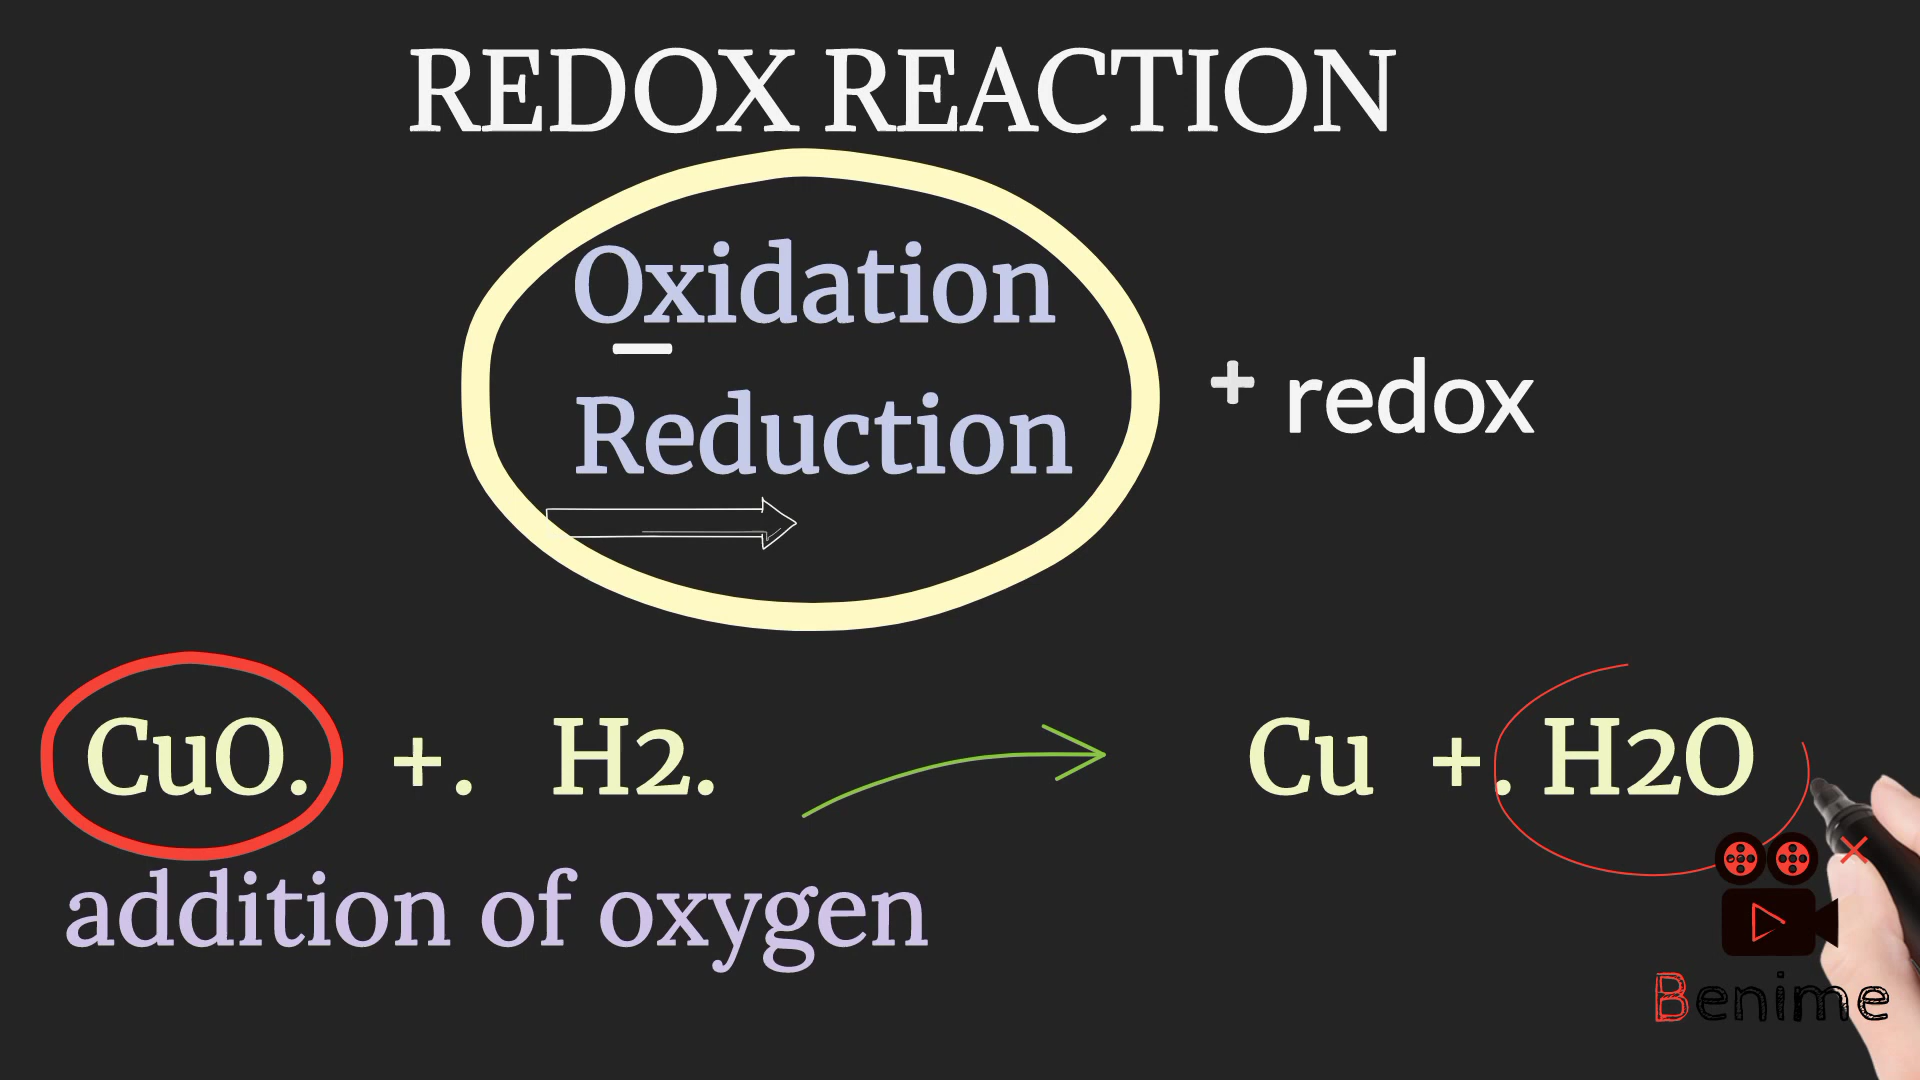 REDOX REACTION
Oxidation
Reduction
+ redox
CuO. +. H2. Cu +. H2O
addition of oxygen
Benime